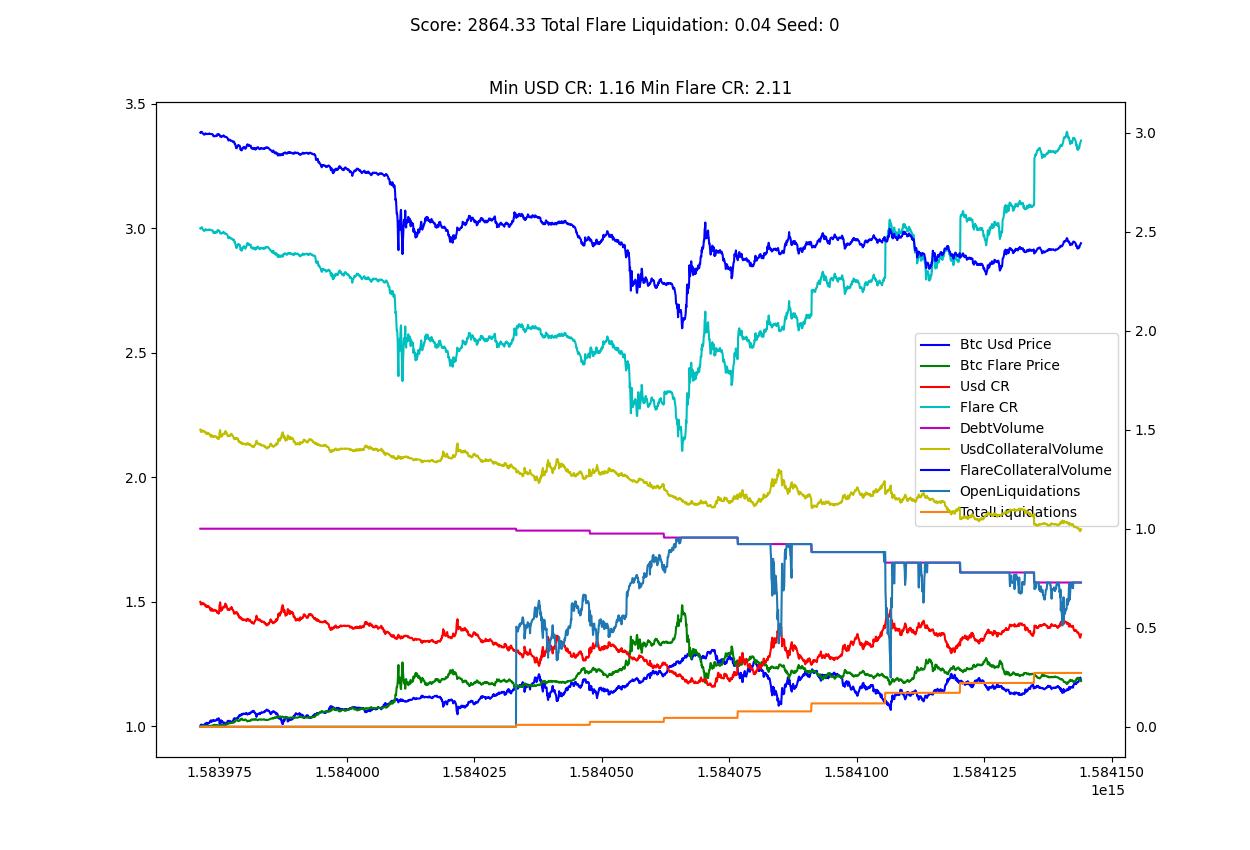 Score: 2864.33 Total Flare Liquidation: 0.04 Seed: 0
Min USD CR: 1.16 Min Flare CR: 2.11
3.5
3.0
2.5
2.0
1.5
1.0
3.0
2.5
2.0
1.5
1.0
0.5
0.0
Btc Usd Price
Btc Flare Price
Usd CR
Flare CR
DebtVolume
UsdCollateralVolume
FlareCollateralVolume
OpenLiquidations
TotalLiquidations
1.583975 1.584000 1.584025 1.584050 1.584075 1.584100 1.584125 1.584150
1e15